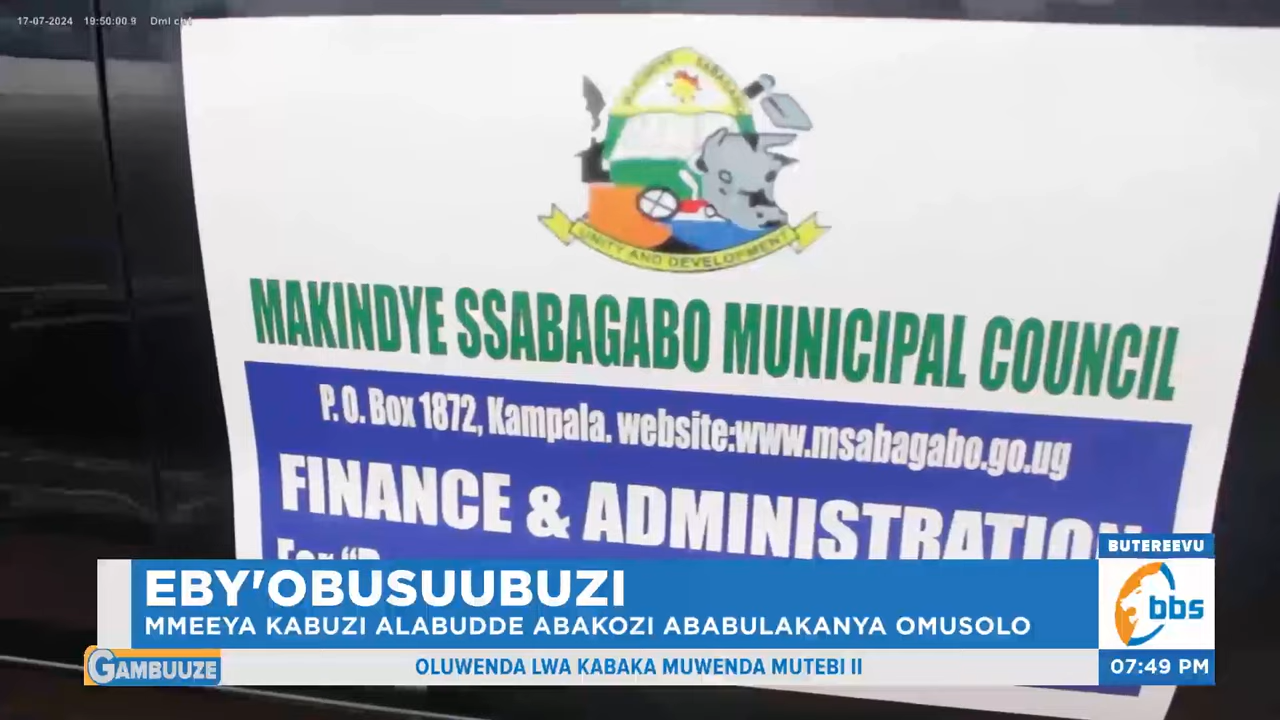 17-07-2024 19:50:00.9
UNITY AND DEVELOPMENT
MAKINDYE SSABAGABO MUNICIPAL COUNCIL
P. O. Box 1872, Kampala. website:www.msabagabo.go.ug
FINANCE & ADMINISTRATION
For
BUTEREEVU
EBY'OBUSUUBUZI
MMEEYA KABUZI ALABUDDE ABAKOZI ABABULAKANYA OMUSOLO
bbs
GAMBUUZE
OLUWENDA LWA KABAKA MUWENDA MUTEBI II
07:49 PM